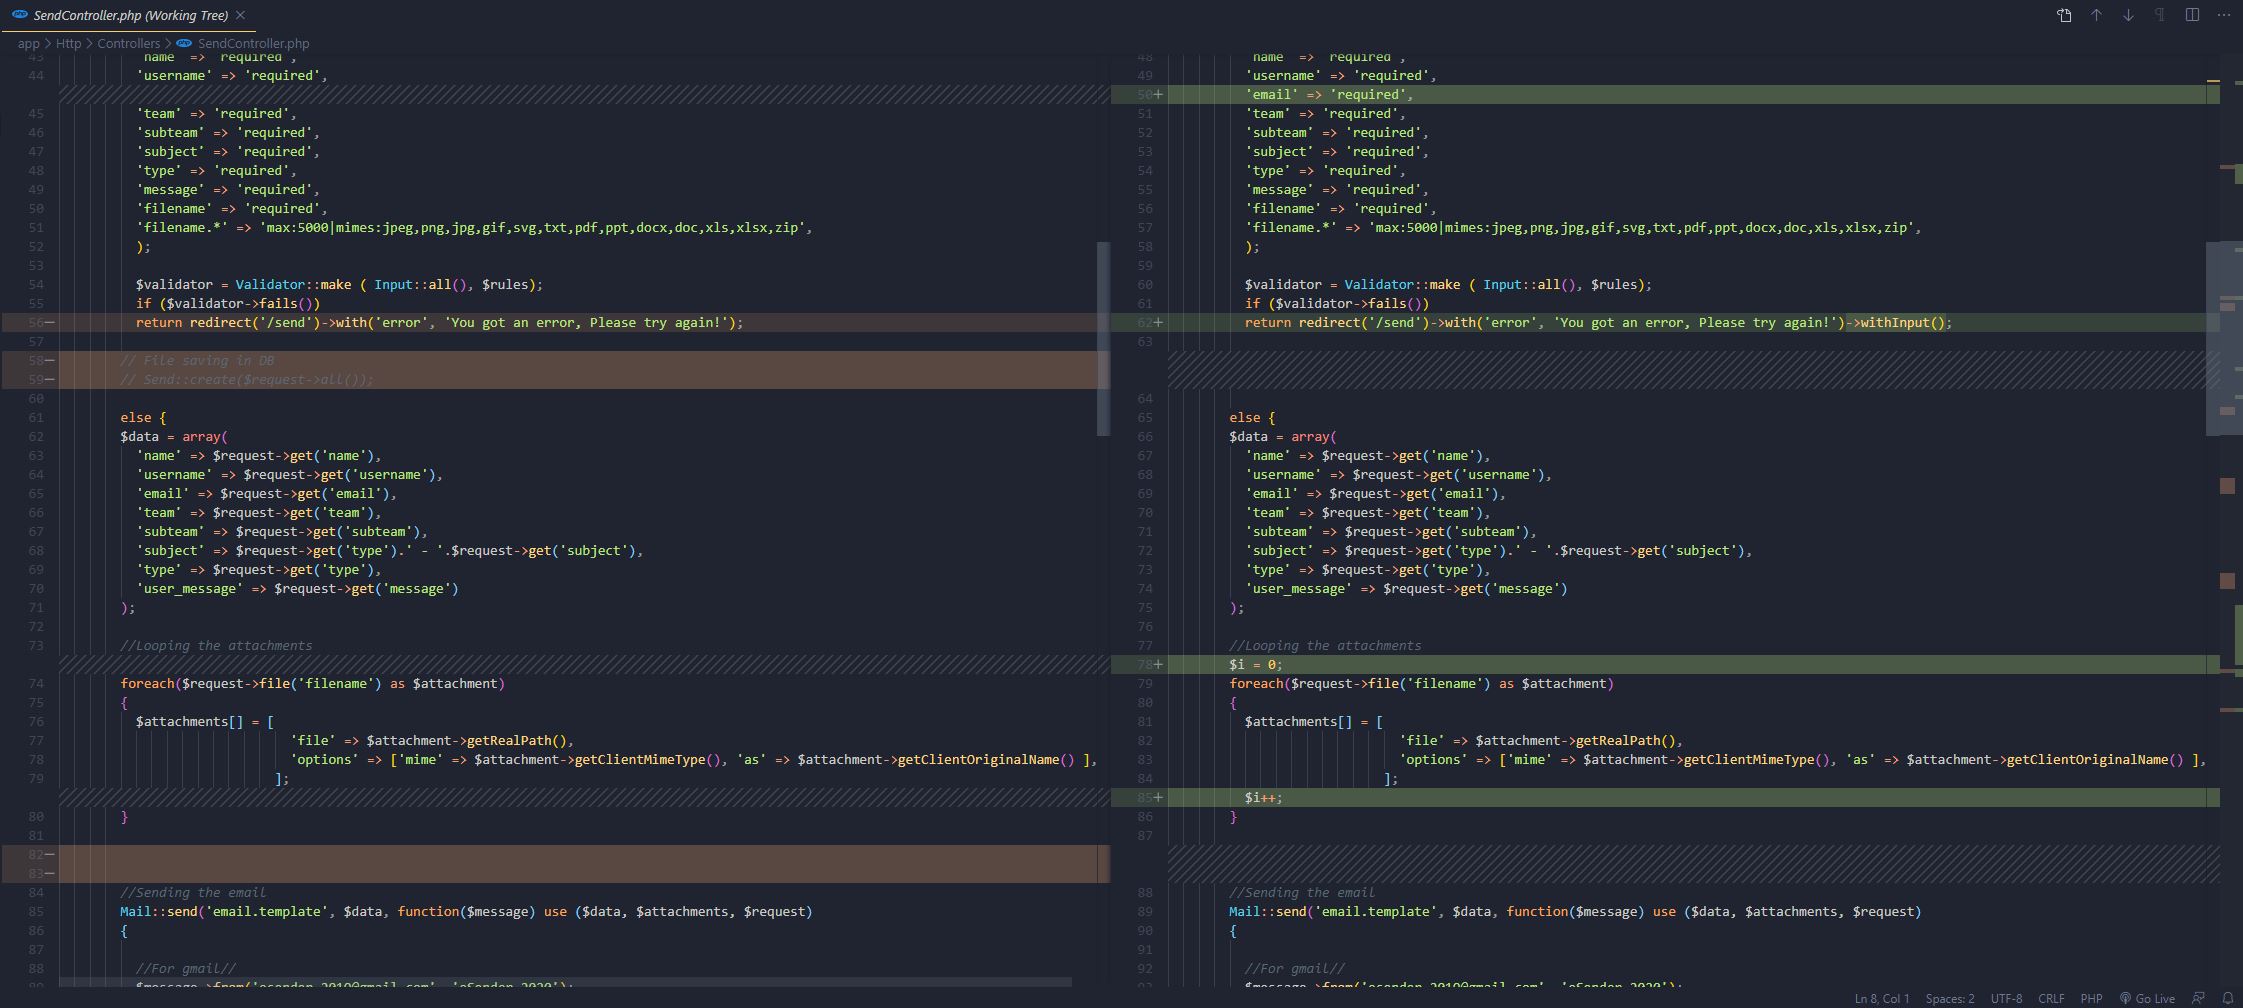 SendController.php (Working Tree)
app > Http > Controllers > SendController.php
43 'name' => 'required',
44 'username' => 'required',
45 'team' => 'required',
46 'subteam' => 'required',
47 'subject' => 'required',
48 'type' => 'required',
49 'message' => 'required',
50 'filename' => 'required',
51 'filename.*' => 'max:5000|mimes:jpeg,png,jpg,gif,svg,txt,pdf,ppt,docx,doc,xls,xlsx,zip',
52 );
53
54 $validator = Validator::make ( Input::all(), $rules);
55 if ($validator->fails())
56- return redirect('/send')->with('error', 'You got an error, Please try again!');
57
58- // File saving in DB
59- // Send::create($request->all());
60
61 else {
62 $data = array(
63 'name' => $request->get('name'),
64 'username' => $request->get('username'),
65 'email' => $request->get('email'),
66 'team' => $request->get('team'),
67 'subteam' => $request->get('subteam'),
68 'subject' => $request->get('type').' - '.$request->get('subject'),
69 'type' => $request->get('type'),
70 'user_message' => $request->get('message')
71 );
72
73 //Looping the attachments
74 foreach($request->file('filename') as $attachment)
75 {
76 $attachments[] = [
77 'file' => $attachment->getRealPath(),
78 'options' => ['mime' => $attachment->getClientMimeType(), 'as' => $attachment->getClientOriginalName() ],
79 ];
80 }
81
82-
83-
84 //Sending the email
85 Mail::send('email.template', $data, function($message) use ($data, $attachments, $request)
86 {
87
88 //For gmail//
48 'name' => 'required',
49 'username' => 'required',
50+ 'email' => 'required',
51 'team' => 'required',
52 'subteam' => 'required',
53 'subject' => 'required',
54 'type' => 'required',
55 'message' => 'required',
56 'filename' => 'required',
57 'filename.*' => 'max:5000|mimes:jpeg,png,jpg,gif,svg,txt,pdf,ppt,docx,doc,xls,xlsx,zip',
58 );
59
60 $validator = Validator::make ( Input::all(), $rules);
61 if ($validator->fails())
62+ return redirect('/send')->with('error', 'You got an error, Please try again!')->withInput();
63
64
65 else {
66 $data = array(
67 'name' => $request->get('name'),
68 'username' => $request->get('username'),
69 'email' => $request->get('email'),
70 'team' => $request->get('team'),
71 'subteam' => $request->get('subteam'),
72 'subject' => $request->get('type').' - '.$request->get('subject'),
73 'type' => $request->get('type'),
74 'user_message' => $request->get('message')
75 );
76
77 //Looping the attachments
78+ $i = 0;
79 foreach($request->file('filename') as $attachment)
80 {
81 $attachments[] = [
82 'file' => $attachment->getRealPath(),
83 'options' => ['mime' => $attachment->getClientMimeType(), 'as' => $attachment->getClientOriginalName() ],
84 ];
85+ $i++;
86 }
87
88 //Sending the email
89 Mail::send('email.template', $data, function($message) use ($data, $attachments, $request)
90 {
91
92 //For gmail//
Ln 8, Col 1 Spaces: 2 UTF-8 CRLF PHP Go Live